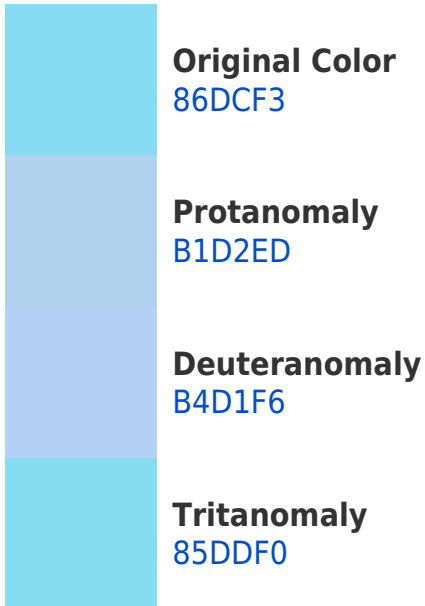 Original Color
86DCF3
Protanomaly
B1D2ED
Deuteranomaly
B4D1F6
Tritanomaly
85DDF0